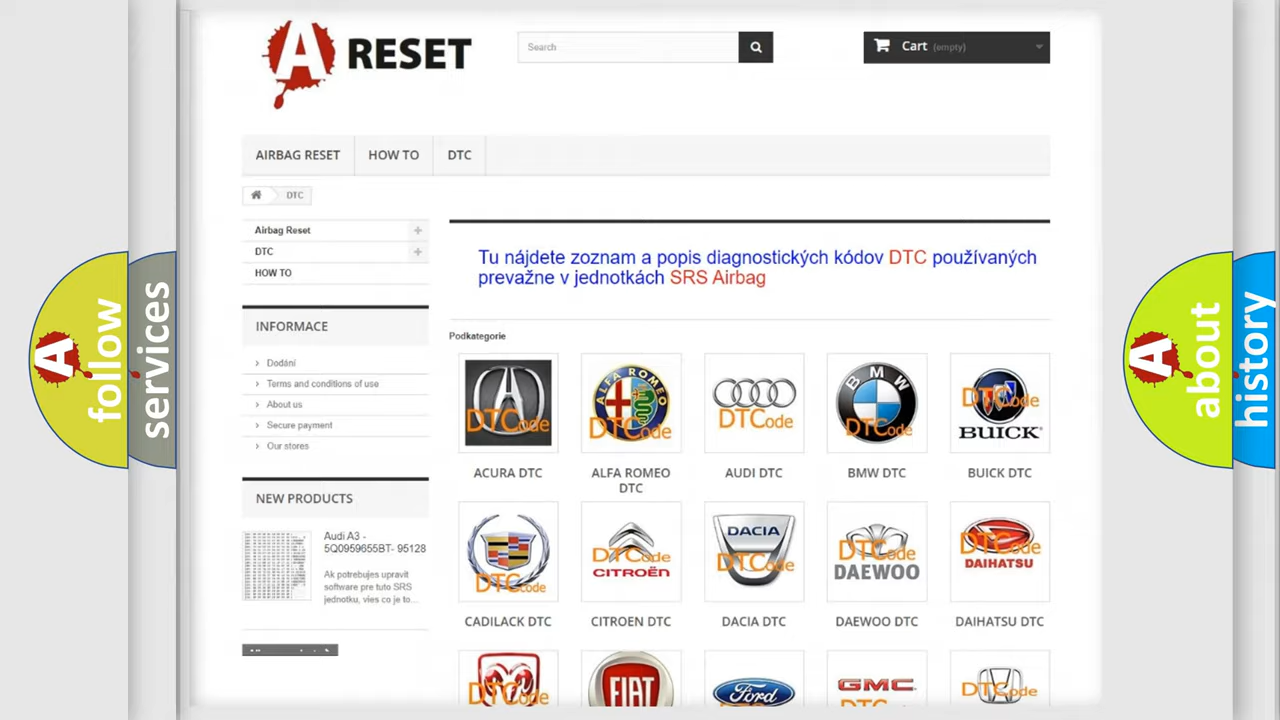 A RESET
Search
Cart (empty)
AIRBAG RESET
HOW TO
DTC
DTC
Airbag Reset
DTC
HOW TO
INFORMACE
Dodání
Terms and conditions of use
About us
Secure payment
Our stores
NEW PRODUCTS
Audi A3 -
5Q0959655BT- 95128
Ak potrebujes upravit
software pre tuto SRS
jednotku, vies co je to...
Tu nájdete zoznam a popis diagnostických kódov DTC používaných
prevažne v jednotkách SRS Airbag
Podkategorie
DTCode
ALFA ROMEO
DTCode
DTCode
BMW
DTCode
DTCode
BUICK
ACURA DTC
ALFA ROMEO
DTC
AUDI DTC
BMW DTC
BUICK DTC
DTCode
DTCode
CITROËN
DACIA
DTCode
DTCode
DAEWOO
DTCode
DAIHATSU
CADILACK DTC
CITROEN DTC
DACIA DTC
DAEWOO DTC
DAIHATSU DTC
DTCode
FIAT
Ford
GMC
DTCode
A follow
services
A about
history